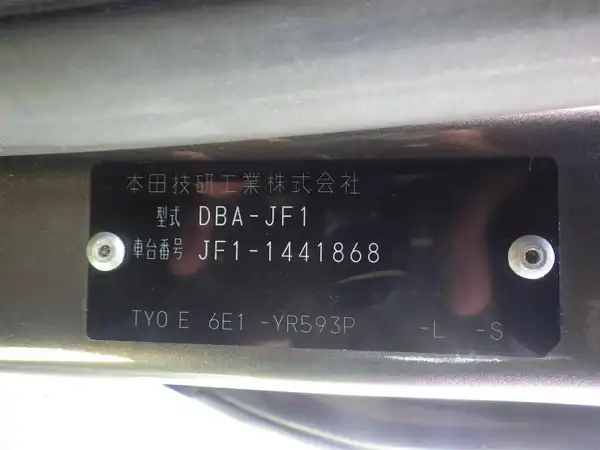 本田技研工業株式会社
型式 DBA-JF1
車台番号 JF1-1441868
TYO E 6E1 -YR593P -L -S